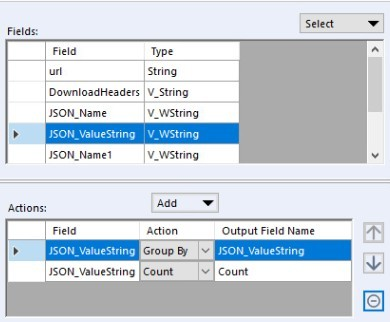 Select
Fields:
Field Type
url String
DownloadHeaders V_String
JSON_Name V_WString
JSON_ValueString V_WString
JSON_Name1 V_WString
Add
Actions:
Field Action Output Field Name
JSON_ValueString Group By JSON_ValueString
JSON_ValueString Count Count